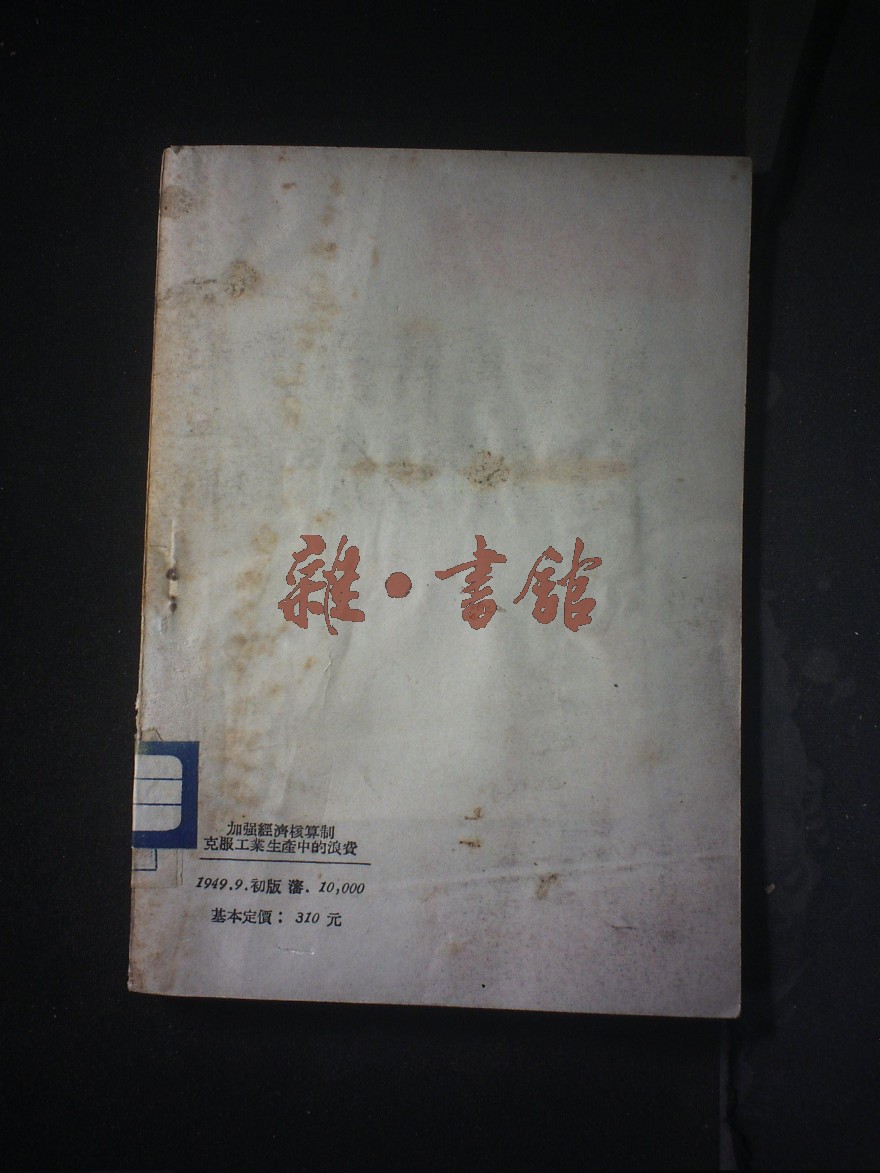 雜·書館
加强經濟核算制
克服工業生產中的浪費
1949.9.初版 瀋. 10,000
基本定價： 310 元